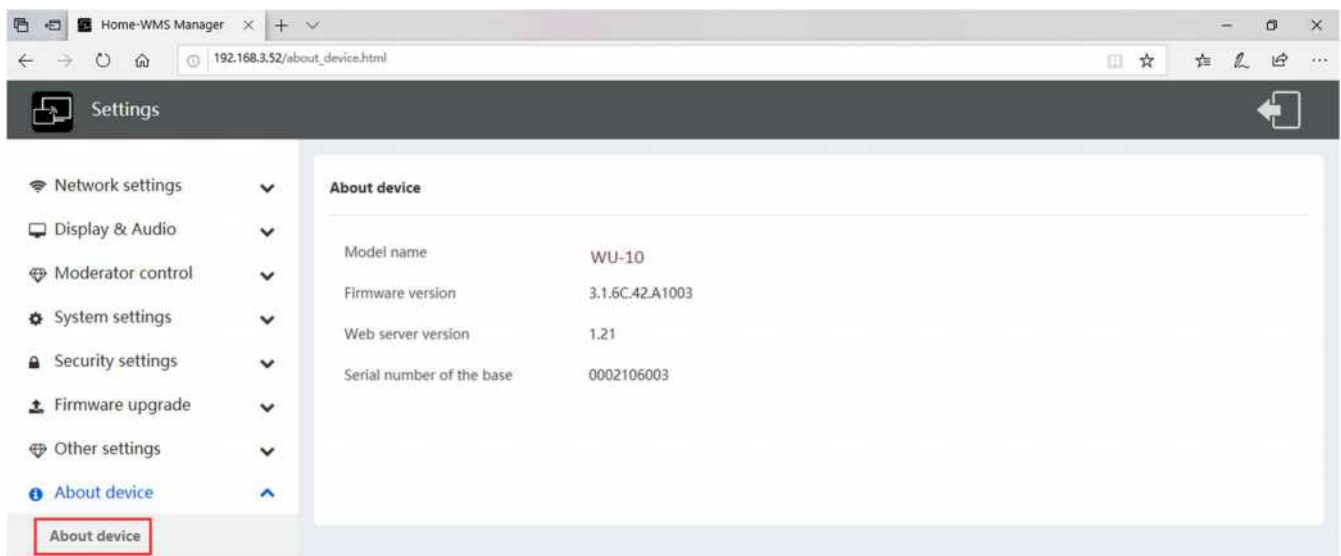 Home-WMS Manager
192.168.3.52/about_device.html
Settings
Network settings
Display & Audio
Moderator control
System settings
Security settings
Firmware upgrade
Other settings
About device
About device
About device
Model name WU-10
Firmware version 3.1.6C.42.A1003
Web server version 1.21
Serial number of the base 0002106003